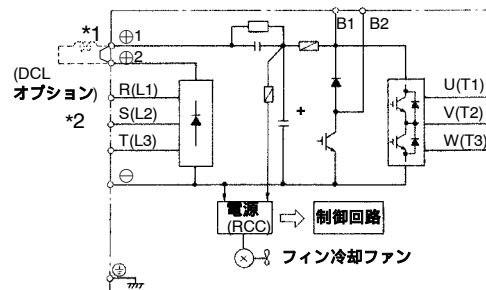 B1 B2
*1
⊕1
⊕2
(DCL
オプション)
*2
R(L1)
S(L2)
T(L3)
⊖
+
U(T1)
V(T2)
W(T3)
電源
(RCC)
制御回路
フィン冷却ファン